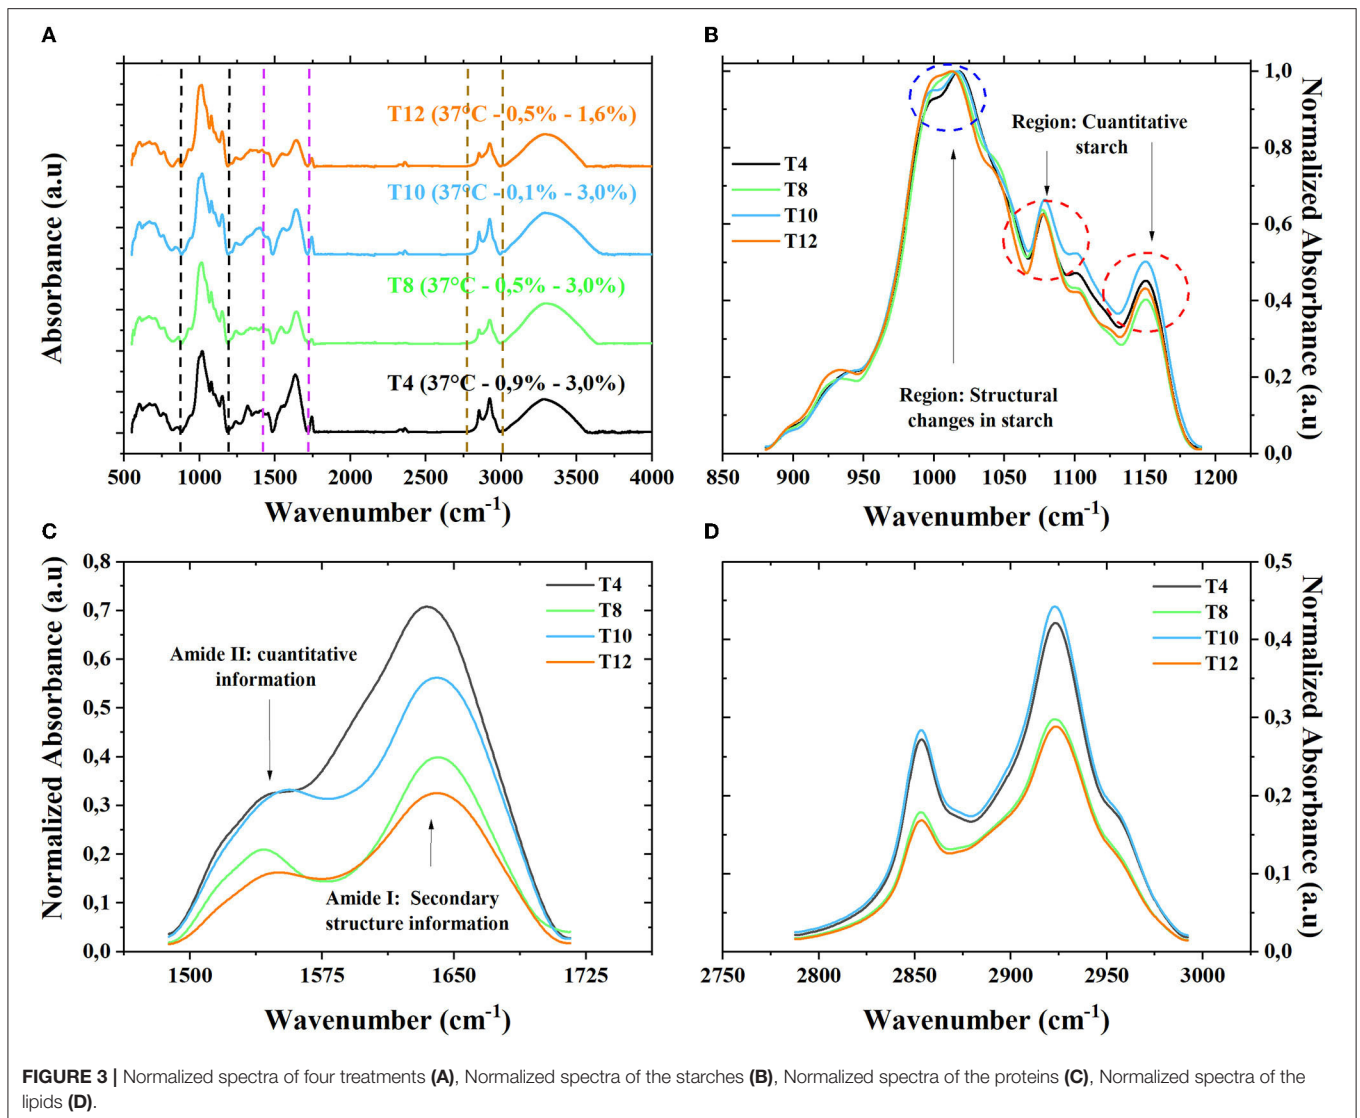 A
Absorbance (a.u)
T12 (37°C - 0,5% - 1,6%)
T10 (37°C - 0,1% - 3,0%)
T8 (37°C - 0,5% - 3,0%)
T4 (37°C - 0,9% - 3,0%)
500 1000 1500 2000 2500 3000 3500 4000
Wavenumber (cm-1)
B
T4
T8
T10
T12
Region: Cuantitative
starch
Region: Structural
changes in starch
1,0
0,8
0,6
0,4
0,2
0,0
Normalized Absorbance (a.u)
850 900 950 1000 1050 1100 1150 1200
Wavenumber (cm-1)
C
Normalized Absorbance (a.u)
0,8
0,7
0,6
0,5
0,4
0,3
0,2
0,1
0,0
T4
T8
T10
T12
Amide II: cuantitative
information
Amide I: Secondary
structure information
1500 1575 1650 1725
Wavenumber (cm-1)
D
T4
T8
T10
T12
0,5
0,4
0,3
0,2
0,1
0,0
Normalized Absorbance (a.u)
2750 2800 2850 2900 2950 3000
Wavenumber (cm-1)
FIGURE 3 | Normalized spectra of four treatments (A), Normalized spectra of the starches (B), Normalized spectra of the proteins (C), Normalized spectra of the
lipids (D).